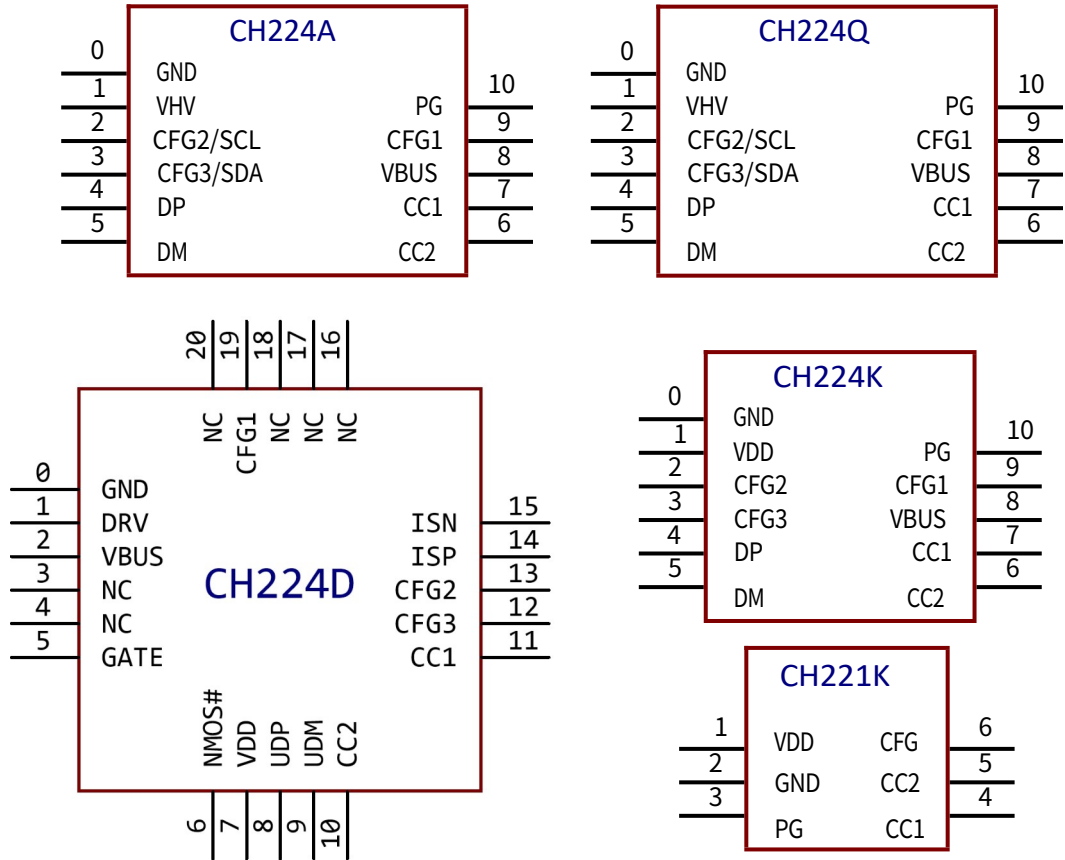 CH224A
0 GND
1 VHV PG 10
2 CFG2/SCL CFG1 9
3 CFG3/SDA VBUS 8
4 DP CC1 7
5 DM CC2 6
CH224Q
0 GND
1 VHV PG 10
2 CFG2/SCL CFG1 9
3 CFG3/SDA VBUS 8
4 DP CC1 7
5 DM CC2 6
20 19 18 17 16
NC CFG1 NC NC NC
0 GND
1 DRV ISN 15
2 VBUS ISP 14
3 NC CFG2 13
4 NC CFG3 12
5 GATE CC1 11
CH224D
NMOS# VDD UDP UDM CC2
6 7 8 9 10
CH224K
0 GND
1 VDD PG 10
2 CFG2 CFG1 9
3 CFG3 VBUS 8
4 DP CC1 7
5 DM CC2 6
CH221K
1 VDD CFG 6
2 GND CC2 5
3 PG CC1 4